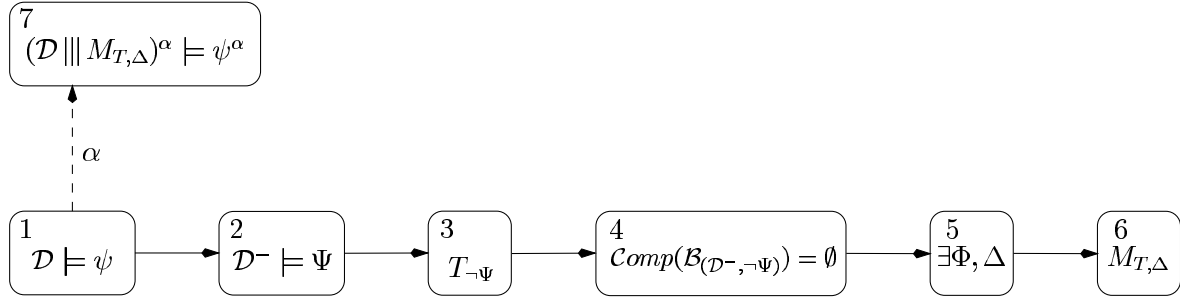 7
(𝒟 ||| M_{T,Δ})^α ⊨ ψ^α
α
1
𝒟 ⊨ ψ
2
𝒟⁻ ⊨ Ψ
3
T_{¬Ψ}
4
𝒞omp(ℬ_{(𝒟⁻,¬Ψ)}) = ∅
5
∃Φ, Δ
6
M_{T,Δ}